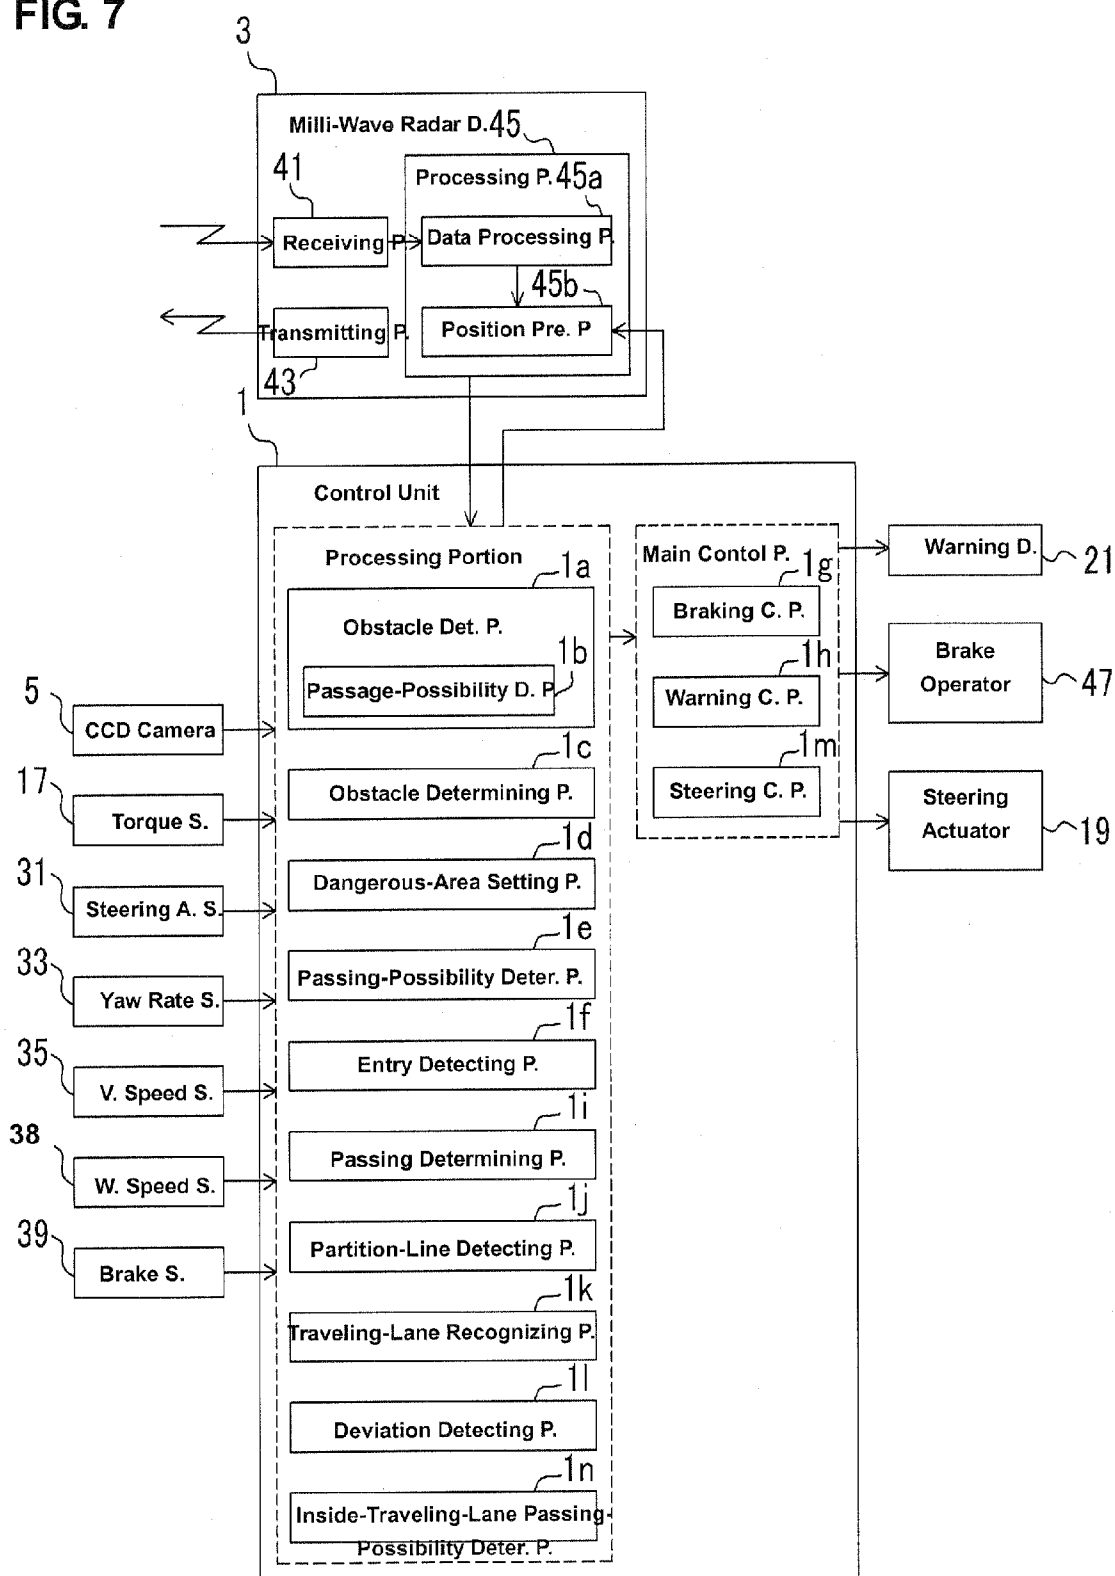 FIG. 7
3
Milli-Wave Radar D.
45
41
Processing P.
45a
Receiving P.
Data Processing P.
45b
Transmitting P.
Position Pre. P
43
1
Control Unit
Processing Portion
1a
Obstacle Det. P.
1b
Passage-Possibility D. P
1c
Obstacle Determining P.
1d
Dangerous-Area Setting P.
1e
Passing-Possibility Deter. P.
1f
Entry Detecting P.
1i
Passing Determining P.
1j
Partition-Line Detecting P.
1k
Traveling-Lane Recognizing P.
1l
Deviation Detecting P.
1n
Inside-Traveling-Lane Passing-
Possibility Deter. P.
Main Contol P.
1g
Braking C. P.
1h
Warning C. P.
1m
Steering C. P.
Warning D.
21
Brake
Operator
47
Steering
Actuator
19
5
CCD Camera
17
Torque S.
31
Steering A. S.
33
Yaw Rate S.
35
V. Speed S.
38
W. Speed S.
39
Brake S.